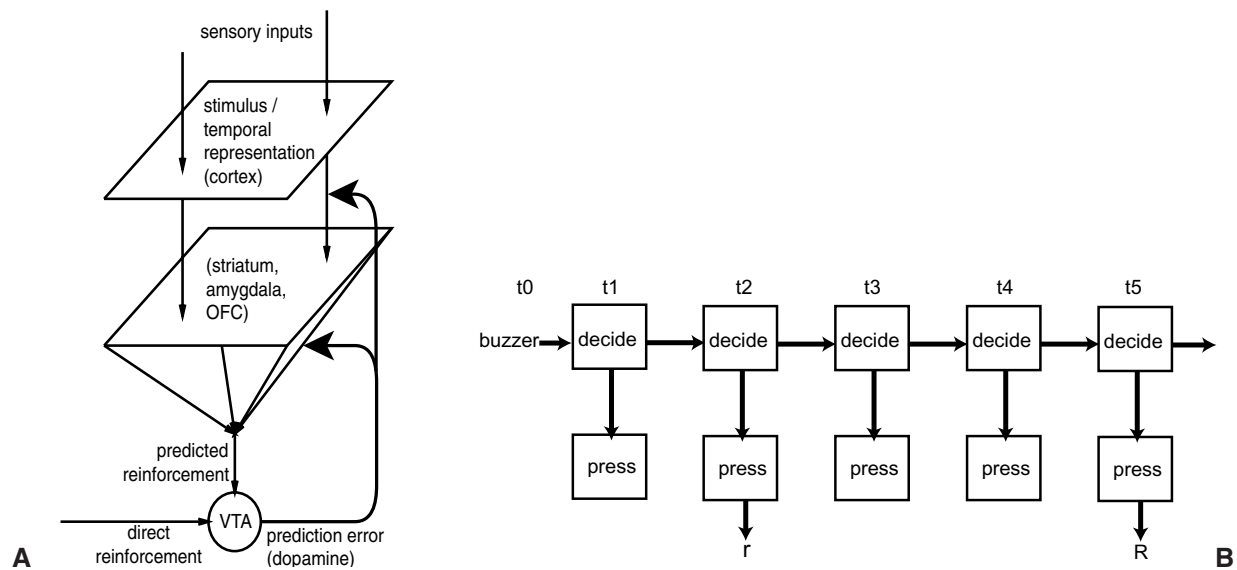 sensory inputs
stimulus /
temporal
representation
(cortex)
(striatum,
amygdala,
OFC)
predicted
reinforcement
VTA
direct
reinforcement
prediction error
(dopamine)
A
t0 t1 t2 t3 t4 t5
buzzer decide decide decide decide decide
press press press press press
r R
B